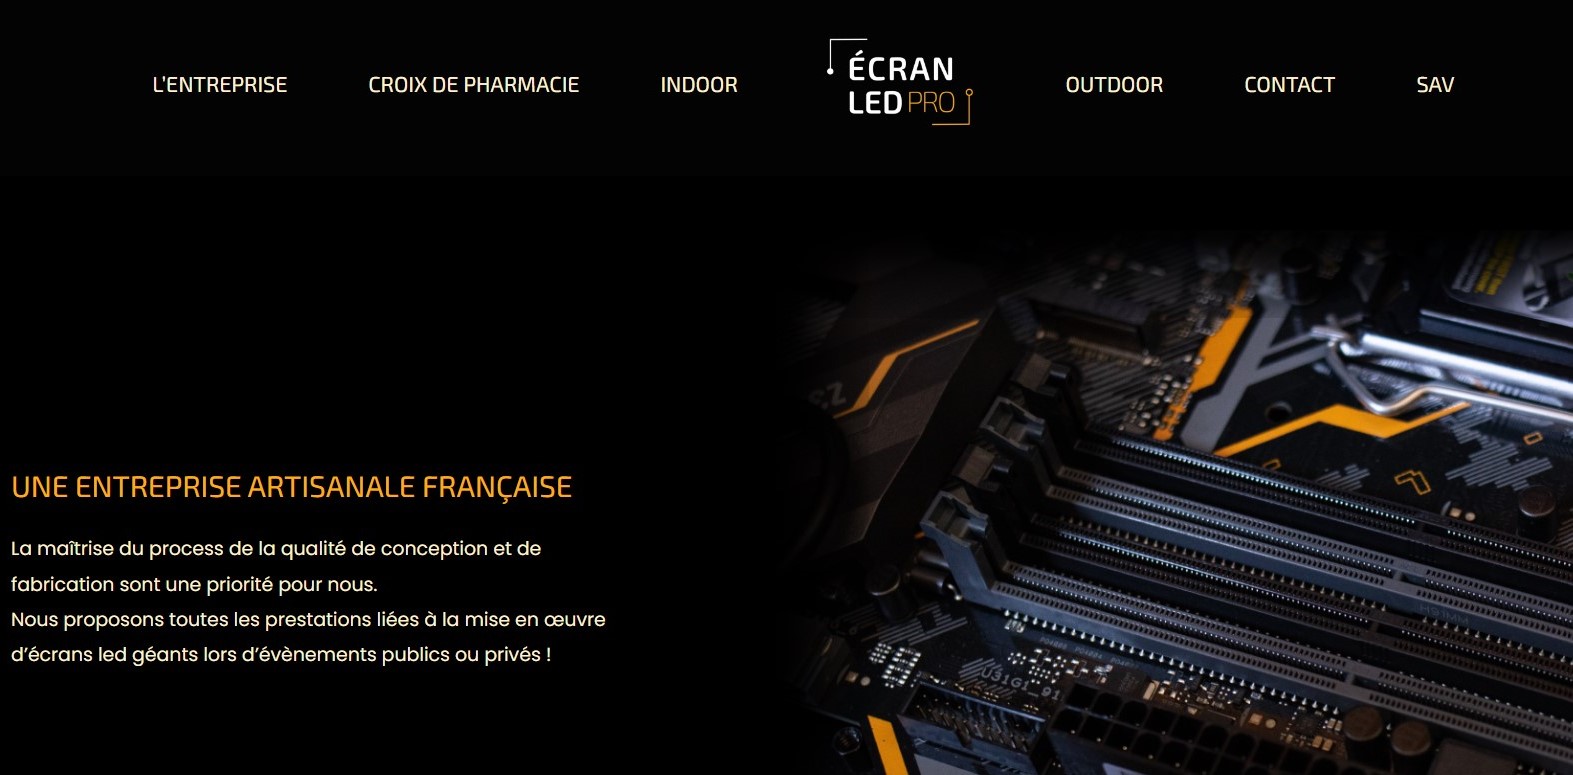 L'ENTREPRISE CROIX DE PHARMACIE INDOOR ÉCRAN LED PRO OUTDOOR CONTACT SAV
UNE ENTREPRISE ARTISANALE FRANÇAISE
La maîtrise du process de la qualité de conception et de
fabrication sont une priorité pour nous.
Nous proposons toutes les prestations liées à la mise en œuvre
d’écrans led géants lors d’évènements publics ou privés !
U31G1_91